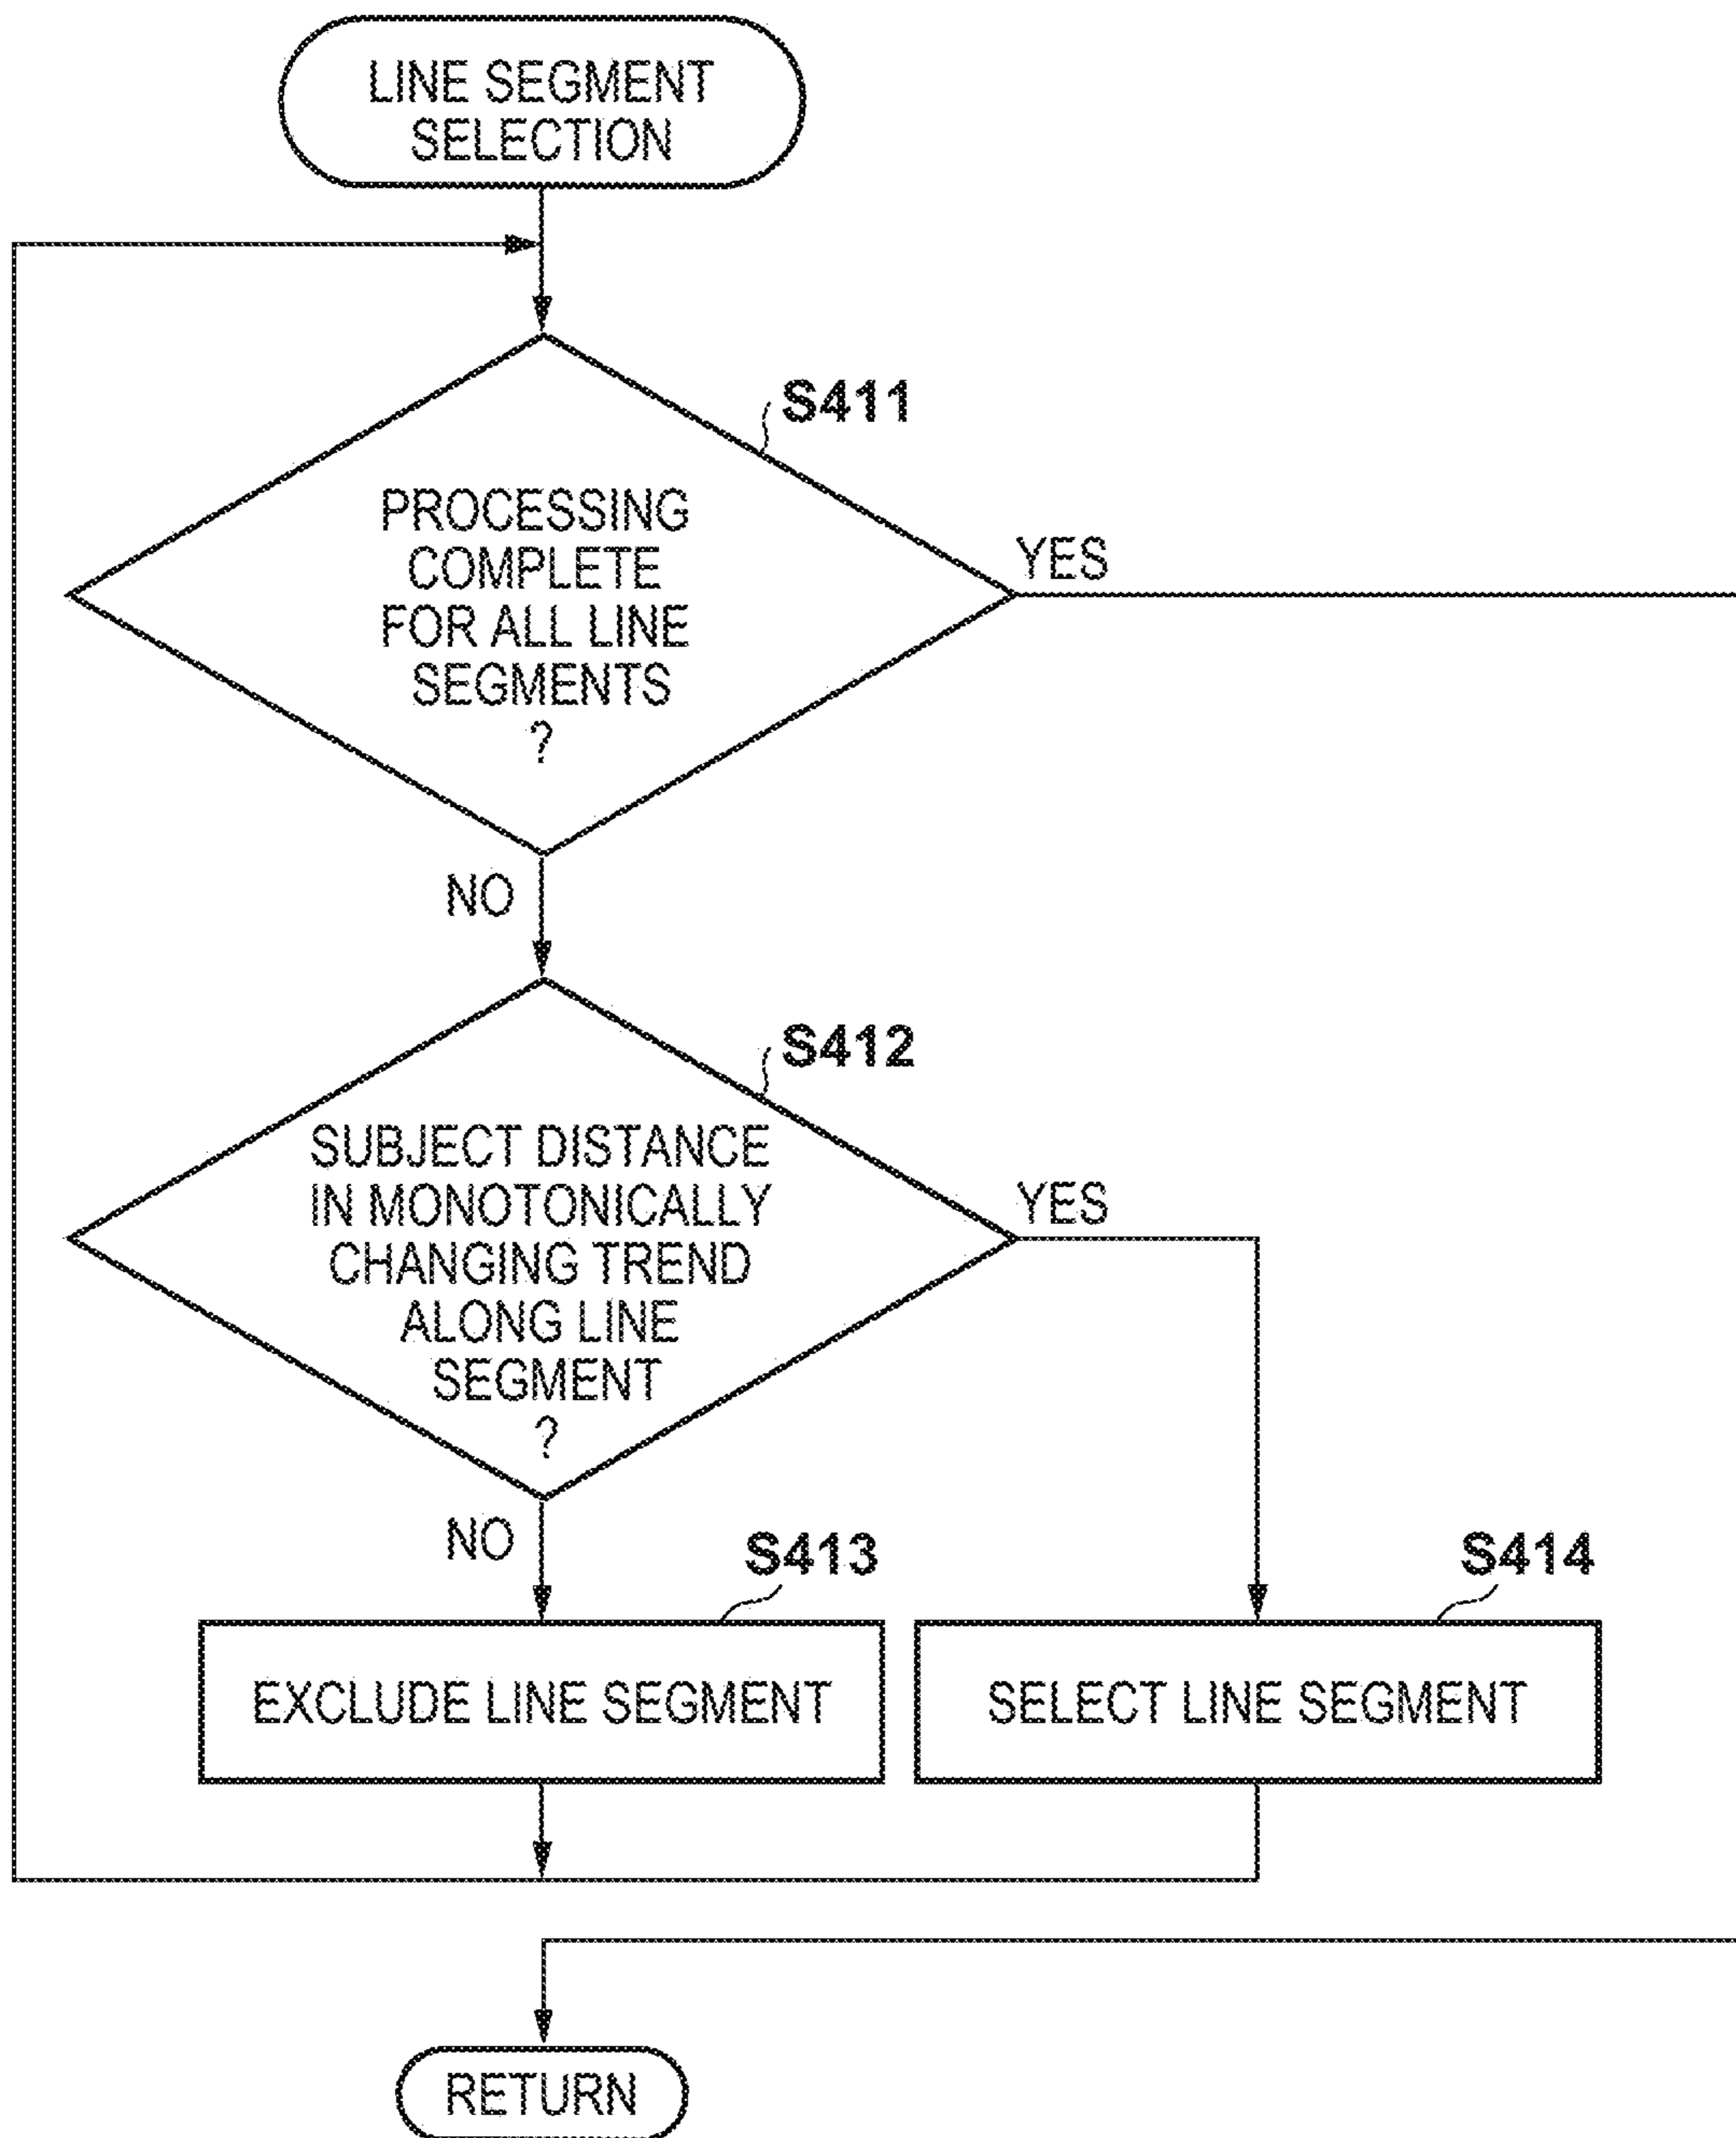 LINE SEGMENT
SELECTION
S411
PROCESSING
COMPLETE
FOR ALL LINE
SEGMENTS
?
YES
NO
S412
SUBJECT DISTANCE
IN MONOTONICALLY
CHANGING TREND
ALONG LINE
SEGMENT
?
YES
NO
S413
EXCLUDE LINE SEGMENT
S414
SELECT LINE SEGMENT
RETURN